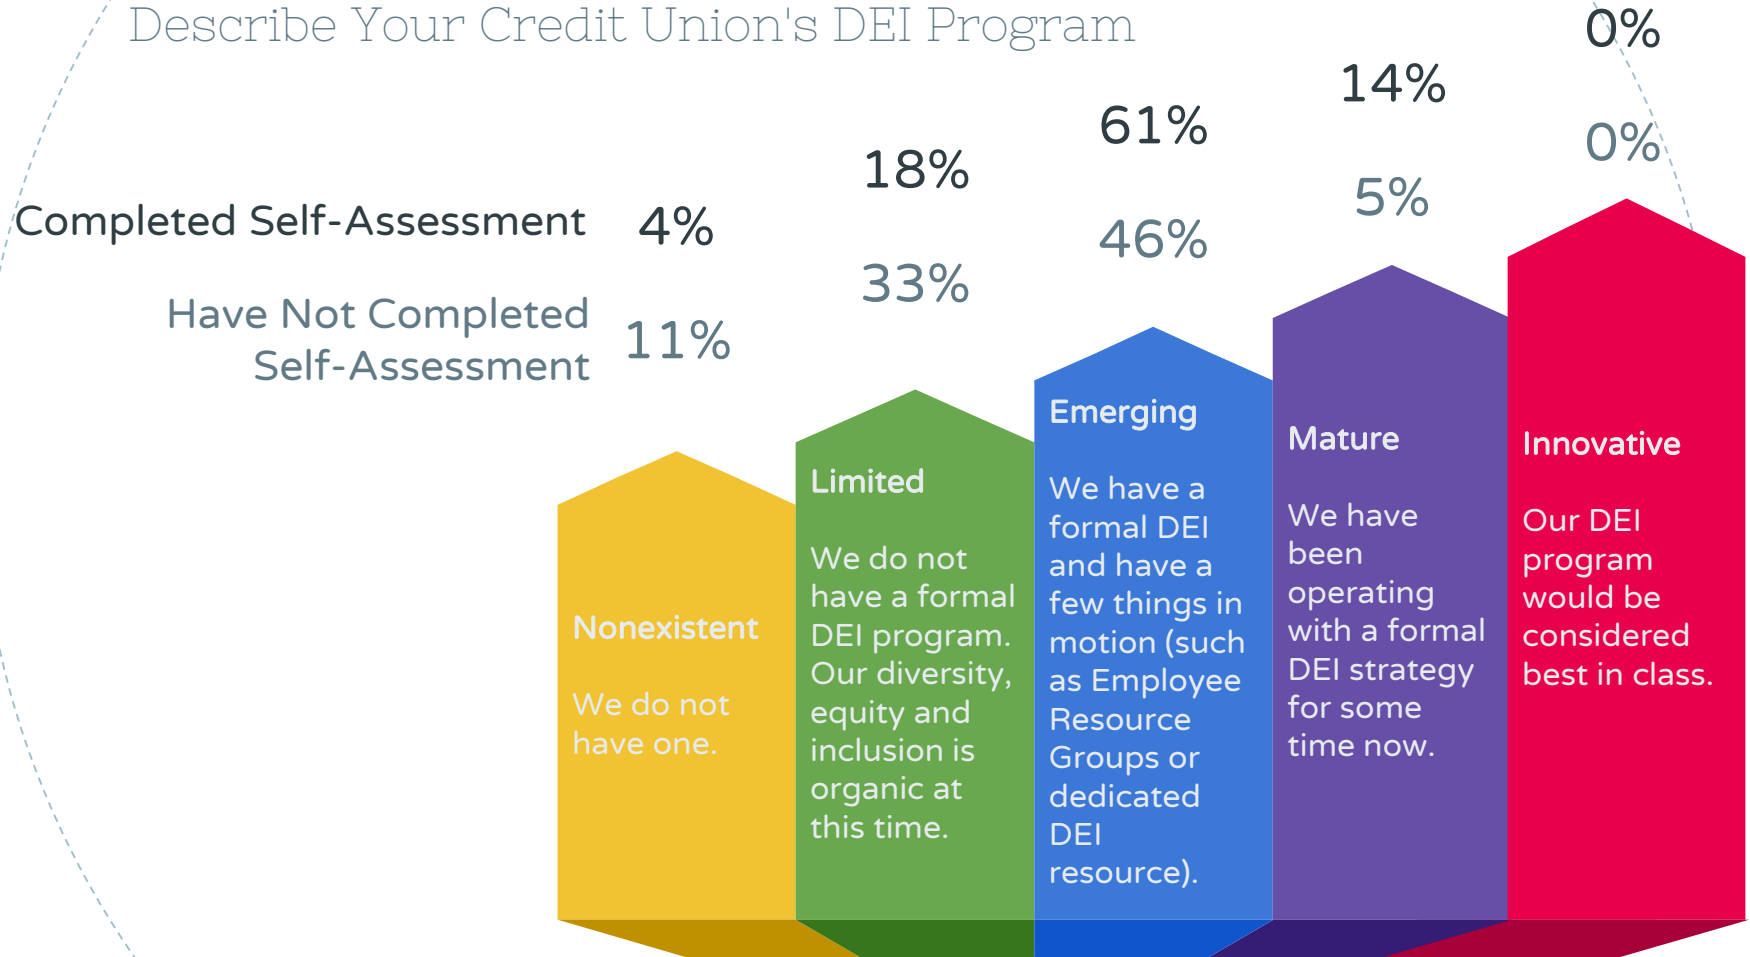 Describe Your Credit Union's DEI Program
Completed Self-Assessment
4%
18%
61%
14%
0%
Have Not Completed
Self-Assessment
11%
33%
46%
5%
0%
Nonexistent
We do not
have one.
Limited
We do not
have a formal
DEI program.
Our diversity,
equity and
inclusion is
organic at
this time.
Emerging
We have a
formal DEI
and have a
few things in
motion (such
as Employee
Resource
Groups or
dedicated
DEI
resource).
Mature
We have
been
operating
with a formal
DEI strategy
for some
time now.
Innovative
Our DEI
program
would be
considered
best in class.